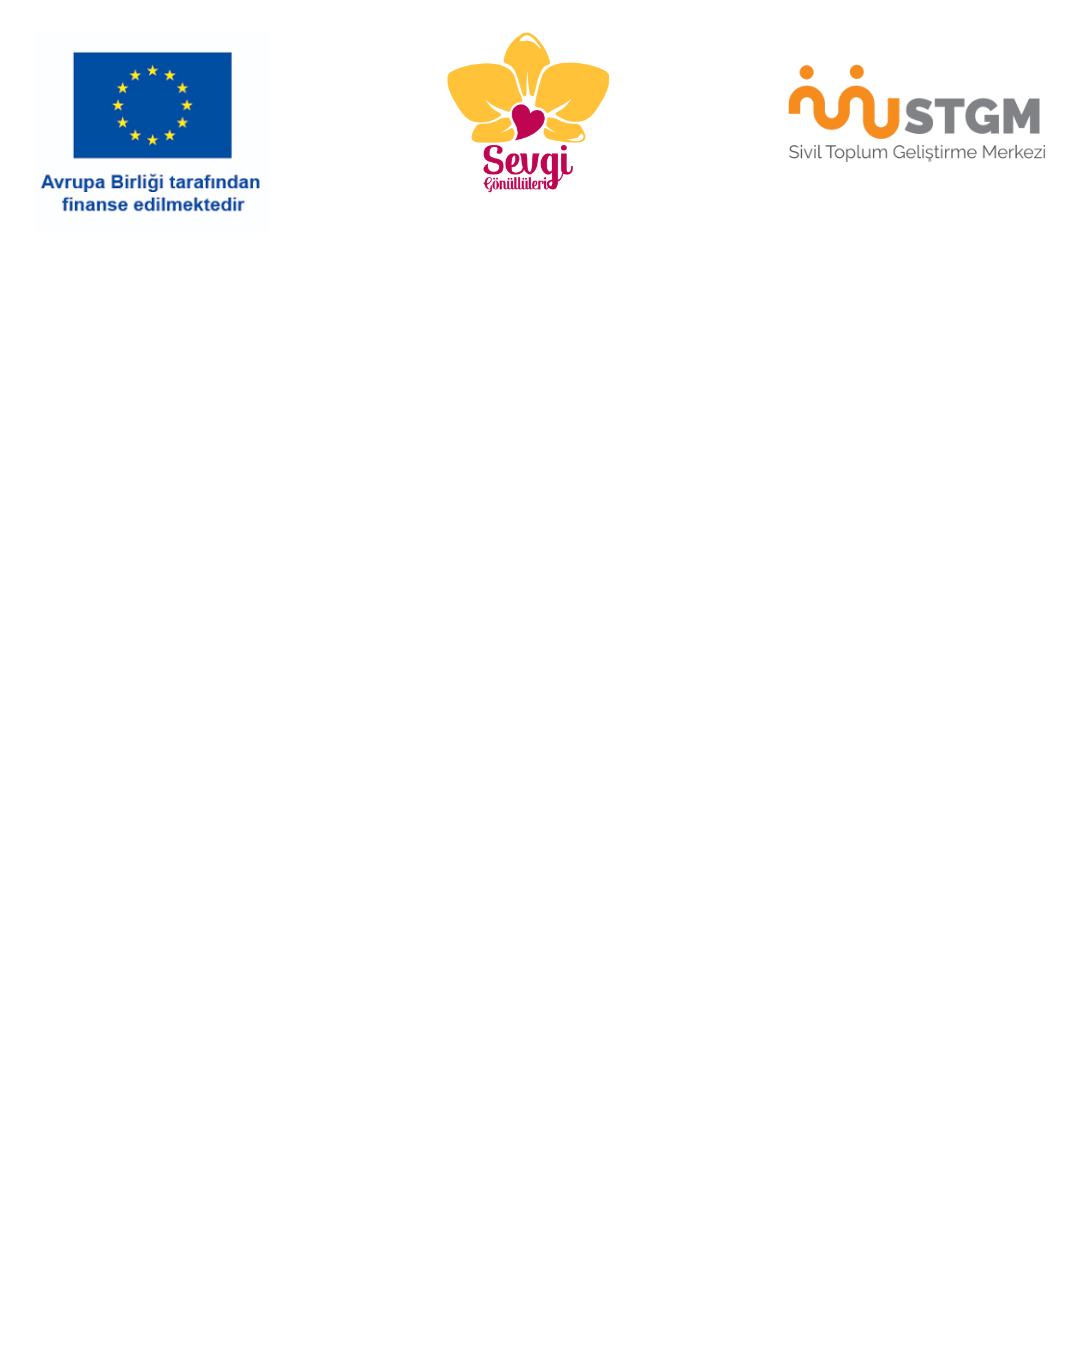 Avrupa Birliği tarafından
finanse edilmektedir
Sevgi
Gönüllüleri
STGM
Sivil Toplum Geliştirme Merkezi